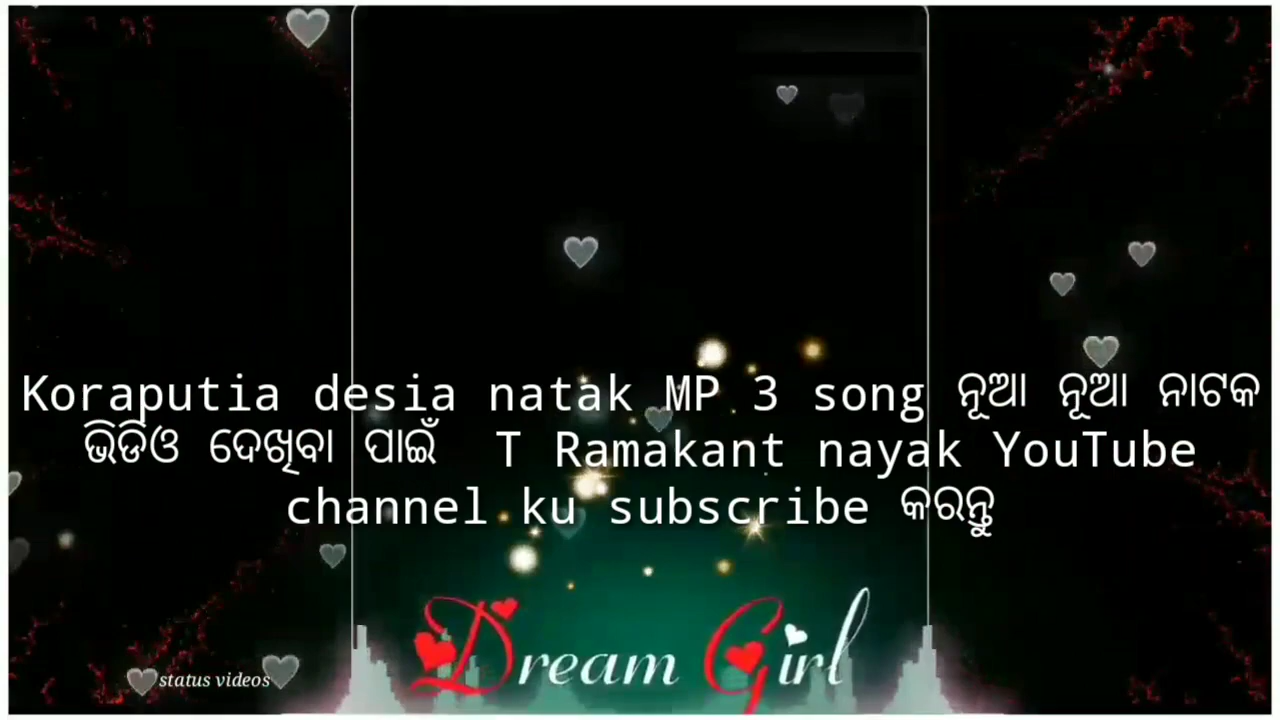 Koraputia desia natak MP 3 song ନୂଆ ନୂଆ ନାଟକ
ଭିଡିଓ ଦେଖିବା ପାଇଁ T Ramakant nayak YouTube
channel ku subscribe କରନ୍ତୁ
Dream Girl
status videos